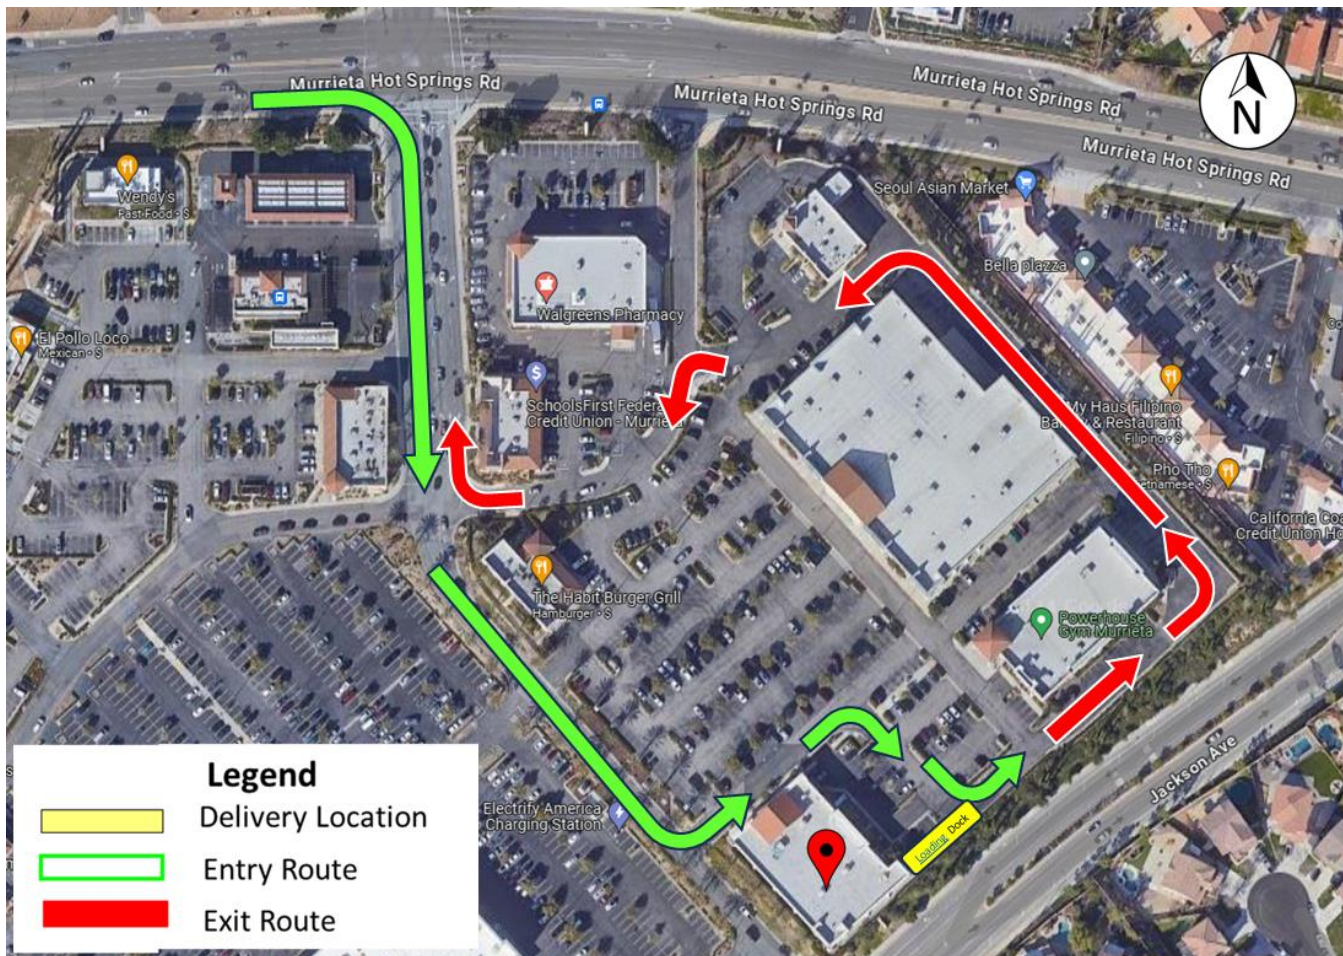 Murrieta Hot Springs Rd
Murrieta Hot Springs Rd
Murrieta Hot Springs Rd
Murrieta Hot Springs Rd
N
Wendy's
Fast Food • $
Seoul Asian Market
Bella plazza
Walgreens Pharmacy
El Pollo Loco
Mexican • $
$
SchoolsFirst Federal
Credit Union - Murrieta
My Haus Filipino
& Restaurant
Filipino • $
Pho Tho
etnamese • $
California Coa
Credit Union Ho
The Habit Burger Grill
Hamburger • $
Powerhouse
Gym Murrieta
Jackson Ave
Electrify America
Charging Station
Loading Dock
Legend
Delivery Location
Entry Route
Exit Route